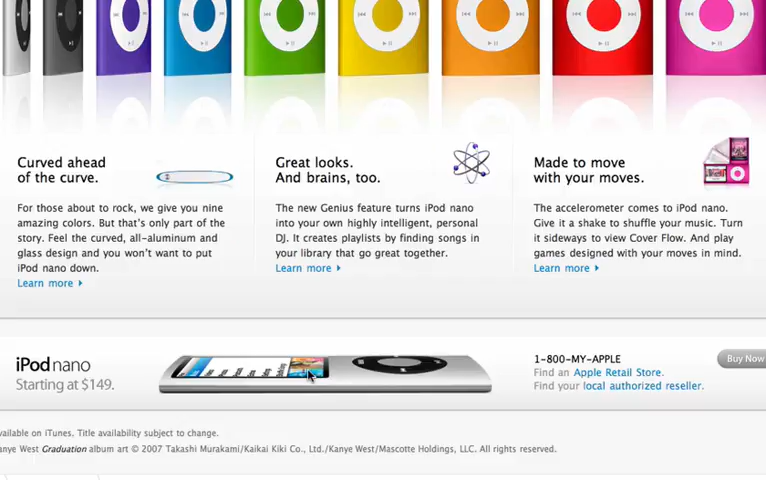 Curved ahead
of the curve.
For those about to rock, we give you nine
amazing colors. But that's only part of the
story. Feel the curved, all-aluminum and
glass design and you won't want to put
iPod nano down.
Learn more
Great looks.
And brains, too.
The new Genius feature turns iPod nano
into your own highly intelligent, personal
DJ. It creates playlists by finding songs in
your library that go great together.
Learn more
Made to move
with your moves.
The accelerometer comes to iPod nano.
Give it a shake to shuffle your music. Turn
it sideways to view Cover Flow. And play
games designed with your moves in mind.
Learn more
iPod nano
Starting at $149.
1-800-MY-APPLE
Find an Apple Retail Store.
Find your local authorized reseller.
Buy Now
vailable on iTunes. Title availability subject to change.
anye West Graduation album art © 2007 Takashi Murakami/Kaikai Kiki Co., Ltd./Kanye West/Mascotte Holdings, LLC. All rights reserved.